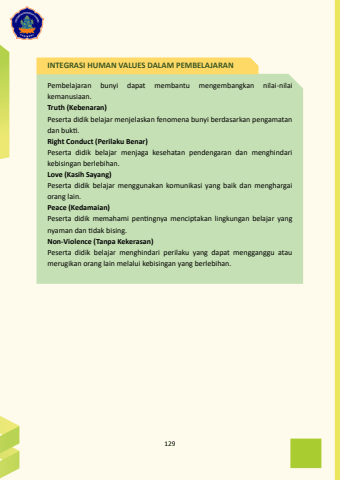 INTEGRASI HUMAN VALUES DALAM PEMBELAJARAN
Pembelajaran bunyi dapat membantu mengembangkan nilai-nilai
kemanusiaan.
Truth (Kebenaran)
Peserta didik belajar menjelaskan fenomena bunyi berdasarkan pengamatan
dan bukti.
Right Conduct (Perilaku Benar)
Peserta didik belajar menjaga kesehatan pendengaran dan menghindari
kebisingan berlebihan.
Love (Kasih Sayang)
Peserta didik belajar menggunakan komunikasi yang baik dan menghargai
orang lain.
Peace (Kedamaian)
Peserta didik memahami pentingnya menciptakan lingkungan belajar yang
nyaman dan tidak bising.
Non-Violence (Tanpa Kekerasan)
Peserta didik belajar menghindari perilaku yang dapat mengganggu atau
merugikan orang lain melalui kebisingan yang berlebihan.
129